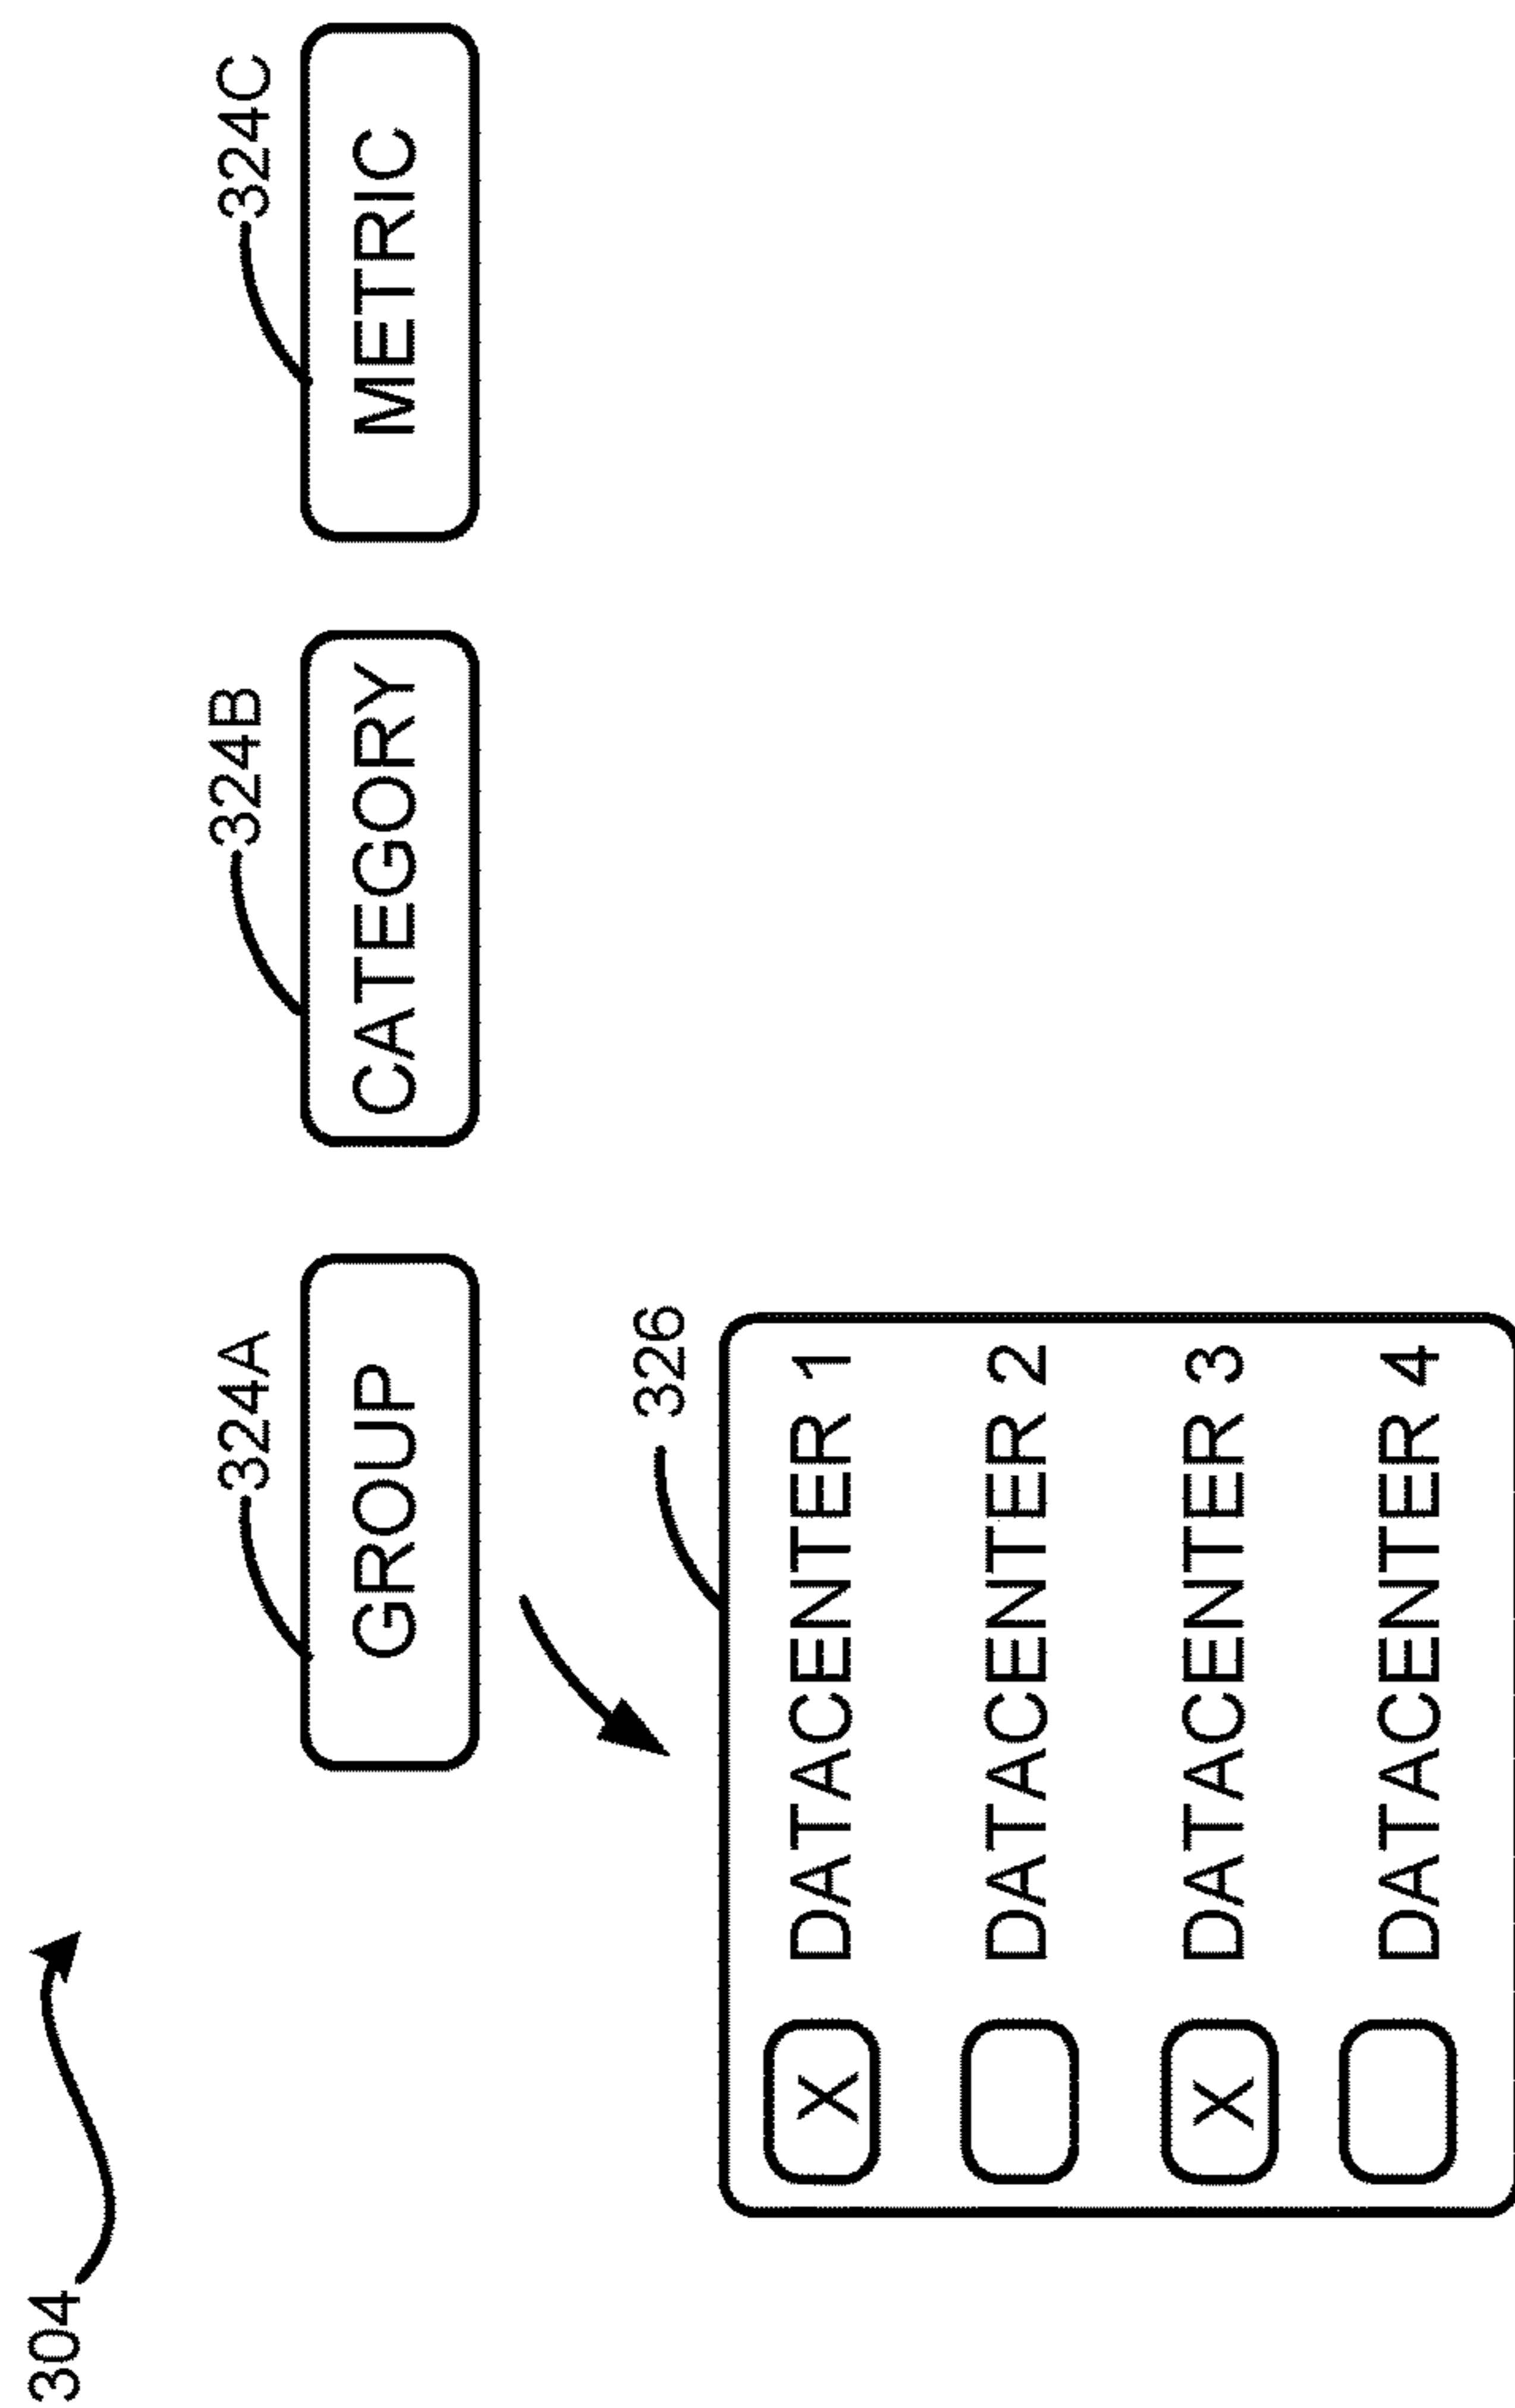 304
324A 324B 324C
GROUP CATEGORY METRIC
326
X DATACENTER 1
DATACENTER 2
X DATACENTER 3
DATACENTER 4